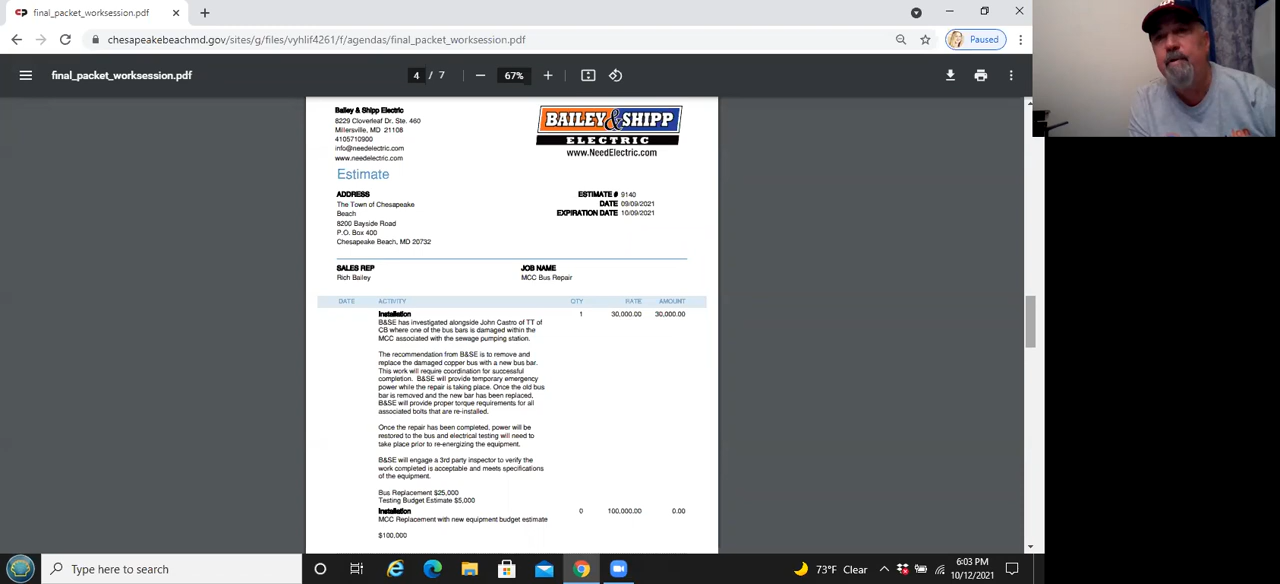 final_packet_worksession.pdf
chesapeakebeachmd.gov/sites/g/files/vyhlif4261/f/agendas/final_packet_worksession.pdf
Paused
final_packet_worksession.pdf
4 / 7
67%
Bailey & Shipp Electric
8229 Cloverleaf Dr. Ste. 460
Millersville, MD 21108
4105710900
info@needelectric.com
www.needelectric.com
BAILEY & SHIPP
ELECTRIC
www.NeedElectric.com
Estimate
ADDRESS
The Town of Chesapeake
Beach
8200 Bayside Road
P.O. Box 400
Chesapeake Beach, MD 20732
ESTIMATE # 9140
DATE 09/09/2021
EXPIRATION DATE 10/09/2021
SALES REP
Rich Bailey
JOB NAME
MCC Bus Repair
DATE ACTIVITY QTY RATE AMOUNT
Installation 1 30,000.00 30,000.00
B&SE has investigated alongside John Castro of TT of
CB where one of the bus bars is damaged within the
MCC associated with the sewage pumping station.
The recommendation from B&SE is to remove and
replace the damaged copper bus with a new bus bar.
This work will require coordination for successful
completion. B&SE will provide temporary emergency
power while the repair is taking place. Once the old bus
bar is removed and the new bar has been replaced,
B&SE will provide proper torque requirements for all
associated bolts that are re-installed.
Once the repair has been completed, power will be
restored to the bus and electrical testing will need to
take place prior to re-energizing the equipment.
B&SE will engage a 3rd party inspector to verify the
work completed is acceptable and meets specifications
of the equipment.
Bus Replacement $25,000
Testing Budget Estimate $5,000
Installation 0 100,000.00 0.00
MCC Replacement with new equipment budget estimate
$100,000
Type here to search
73°F Clear
6:03 PM
10/12/2021